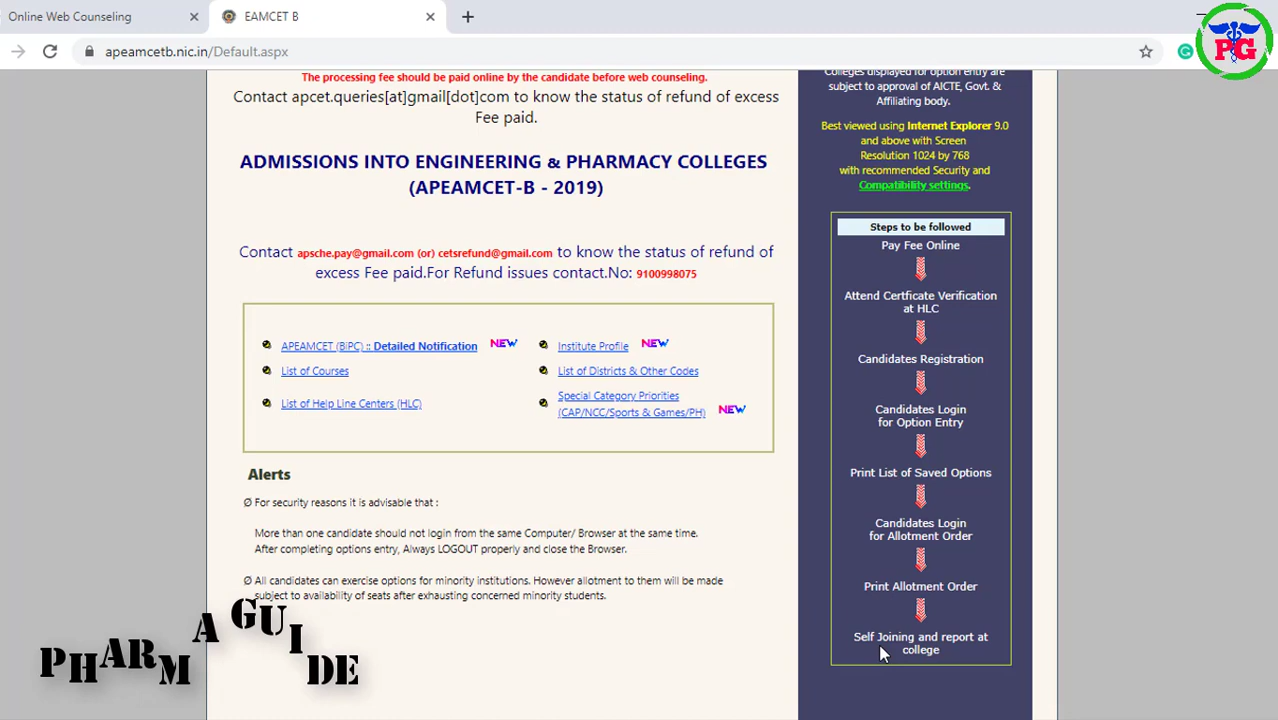 Online Web Counseling
EAMCET B
apeamcetb.nic.in/Default.aspx
PG
The processing fee should be paid online by the candidate before web counseling.
Contact apcet.queries[at]gmail[dot]com to know the status of refund of excess
Fee paid.
ADMISSIONS INTO ENGINEERING & PHARMACY COLLEGES
(APEAMCET-B - 2019)
Contact apsche.pay@gmail.com (or) cetsrefund@gmail.com to know the status of refund of
excess Fee paid.For Refund issues contact.No: 9100998075
APEAMCET (BiPC) :: Detailed Notification NEW
Institute Profile NEW
List of Courses
List of Districts & Other Codes
List of Help Line Centers (HLC)
Special Category Priorities
(CAP/NCC/Sports & Games/PH) NEW
Alerts
Ø For security reasons it is advisable that :
More than one candidate should not login from the same Computer/ Browser at the same time.
After completing options entry, Always LOGOUT properly and close the Browser.
Ø All candidates can exercise options for minority institutions. However allotment to them will be made
subject to availability of seats after exhausting concerned minority students.
Colleges displayed for option entry are
subject to approval of AICTE, Govt. &
Affiliating body.
Best viewed using Internet Explorer 9.0
and above with Screen
Resolution 1024 by 768
with recommended Security and
Compatibility settings.
Steps to be followed
Pay Fee Online
Attend Certficate Verification
at HLC
Candidates Registration
Candidates Login
for Option Entry
Print List of Saved Options
Candidates Login
for Allotment Order
Print Allotment Order
Self Joining and report at
college
PHARMA GUIDE